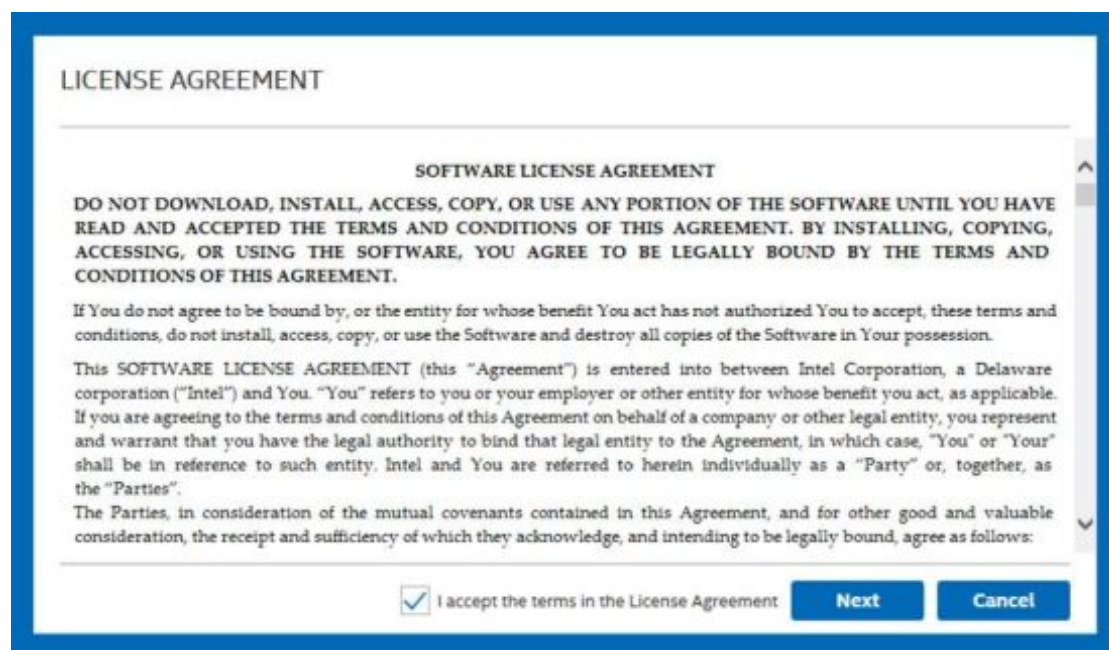 LICENSE AGREEMENT
SOFTWARE LICENSE AGREEMENT
DO NOT DOWNLOAD, INSTALL, ACCESS, COPY, OR USE ANY PORTION OF THE SOFTWARE UNTIL YOU HAVE
READ AND ACCEPTED THE TERMS AND CONDITIONS OF THIS AGREEMENT. BY INSTALLING, COPYING,
ACCESSING, OR USING THE SOFTWARE, YOU AGREE TO BE LEGALLY BOUND BY THE TERMS AND
CONDITIONS OF THIS AGREEMENT.
If You do not agree to be bound by, or the entity for whose benefit You act has not authorized You to accept, these terms and
conditions, do not install, access, copy, or use the Software and destroy all copies of the Software in Your possession.
This SOFTWARE LICENSE AGREEMENT (this “Agreement”) is entered into between Intel Corporation, a Delaware
corporation (“Intel”) and You. “You” refers to you or your employer or other entity for whose benefit you act, as applicable.
If you are agreeing to the terms and conditions of this Agreement on behalf of a company or other legal entity, you represent
and warrant that you have the legal authority to bind that legal entity to the Agreement, in which case, "You" or "Your"
shall be in reference to such entity. Intel and You are referred to herein individually as a “Party” or, together, as
the “Parties”.
The Parties, in consideration of the mutual covenants contained in this Agreement, and for other good and valuable
consideration, the receipt and sufficiency of which they acknowledge, and intending to be legally bound, agree as follows:
I accept the terms in the License Agreement Next Cancel